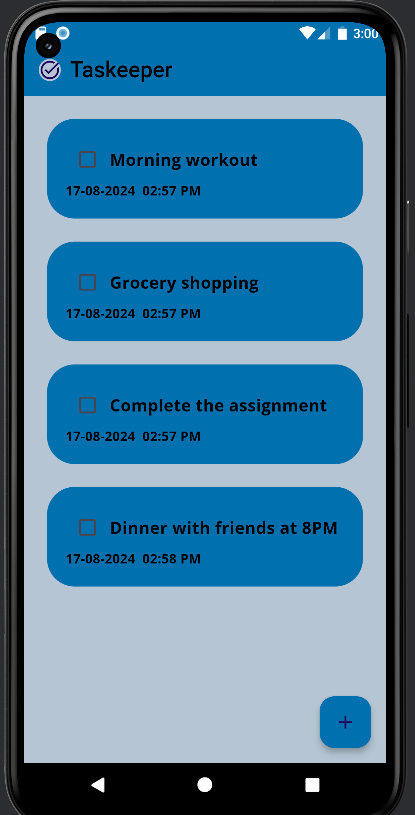 3:00
Taskeeper
Morning workout
17-08-2024 02:57 PM
Grocery shopping
17-08-2024 02:57 PM
Complete the assignment
17-08-2024 02:57 PM
Dinner with friends at 8PM
17-08-2024 02:58 PM
+